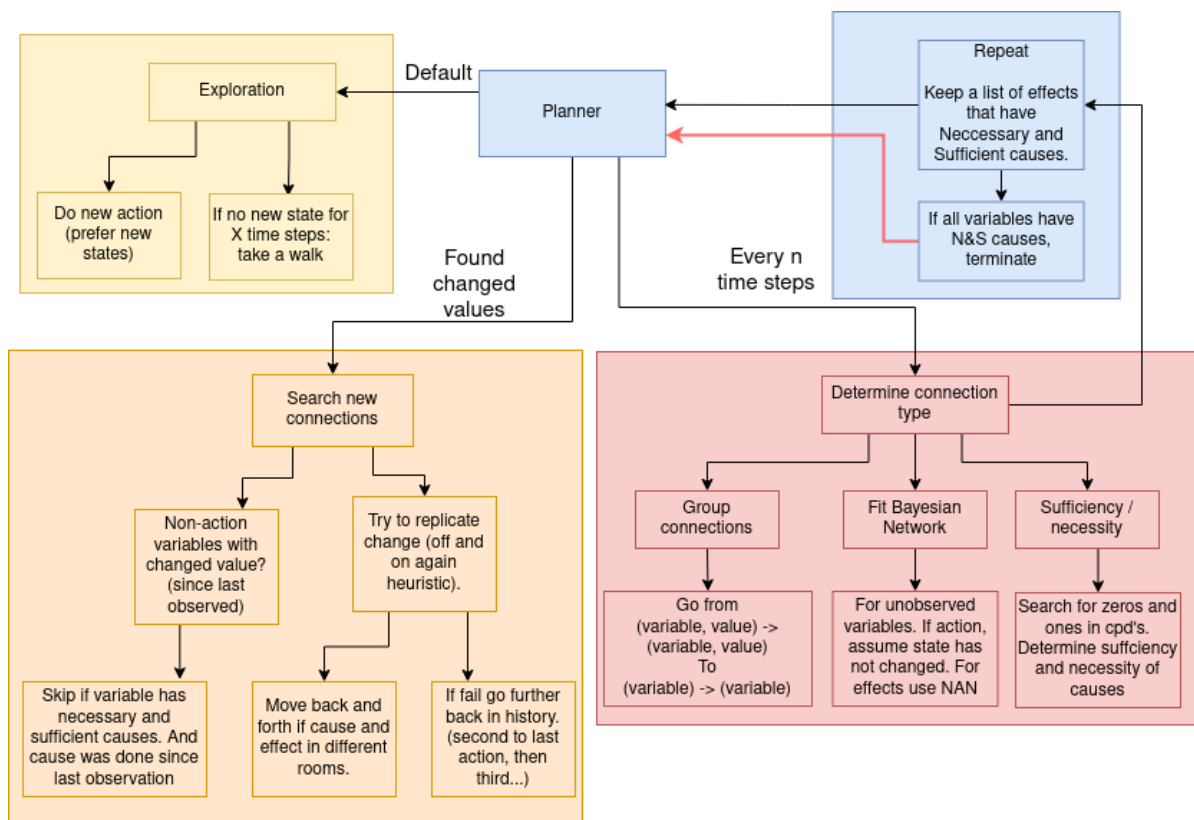 Exploration
Default
Planner
Repeat
Keep a list of effects
that have
Neccessary and
Sufficient causes.
Do new action
(prefer new
states)
If no new state for
X time steps:
take a walk
If all variables have
N&S causes,
terminate
Found
changed
values
Every n
time steps
Search new
connections
Non-action
variables with
changed value?
(since last
observed)
Try to replicate
change (off and
on again
heuristic).
Skip if variable has
necessary and
sufficient causes. And
cause was done since
last observation
Move back and
forth if cause and
effect in different
rooms.
If fail go further
back in history.
(second to last
action, then
third...)
Determine connection
type
Group
connections
Fit Bayesian
Network
Sufficiency /
necessity
Go from
(variable, value) ->
(variable, value)
To
(variable) -> (variable)
For unobserved
variables. If action,
assume state has
not changed. For
effects use NAN
Search for zeros and
ones in cpd's.
Determine suffciency
and necessity of
causes